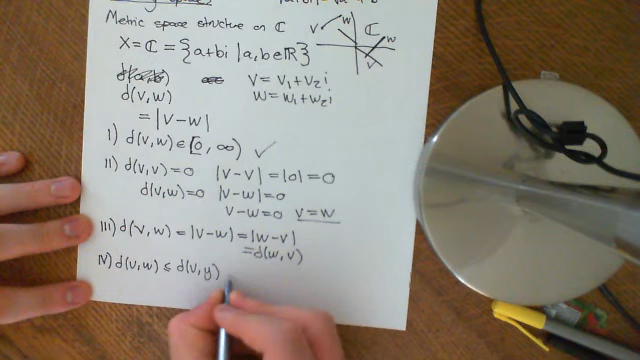 Metric space structure on ℂ
X = ℂ = {a+bi | a, b ∈ ℝ}
V = V₁ + V₂i
d(v,w)
W = W₁ + W₂i
= |V-W|
I) d(v,w) ∈ [0, ∞) ✓
II) d(v,v) = 0 |V-V| = |0| = 0
d(v,w) = 0 |V-W| = 0
V-W = 0 V = W
III) d(v,w) = |V-W| = |W-V|
= d(w,v)
IV) d(v,w) ≤ d(v,y)
V
W
ℂ
W
V